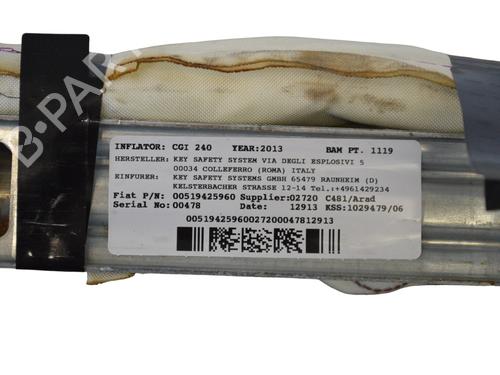 INFLATOR: CGI 240 YEAR:2013 BAM PT. 1119
HERSTELLER: KEY SAFETY SYSTEM VIA DEGLI ESPLOSIVI 5
00034 COLLEFERRO (ROMA) ITALY
EINFURER: KEY SAFETY SYSTEMS GMBH 65479 RAUNHEIM (D)
KELSTERBACHER STRASSE 12-14 Tel.:+4961429234
Fiat P/N: 00519425960 Supplier:02720 C481/Arad
Serial No: 00478 Date: 12913 KSS:1029479/06
00519425960027200047812913
B-PARTS